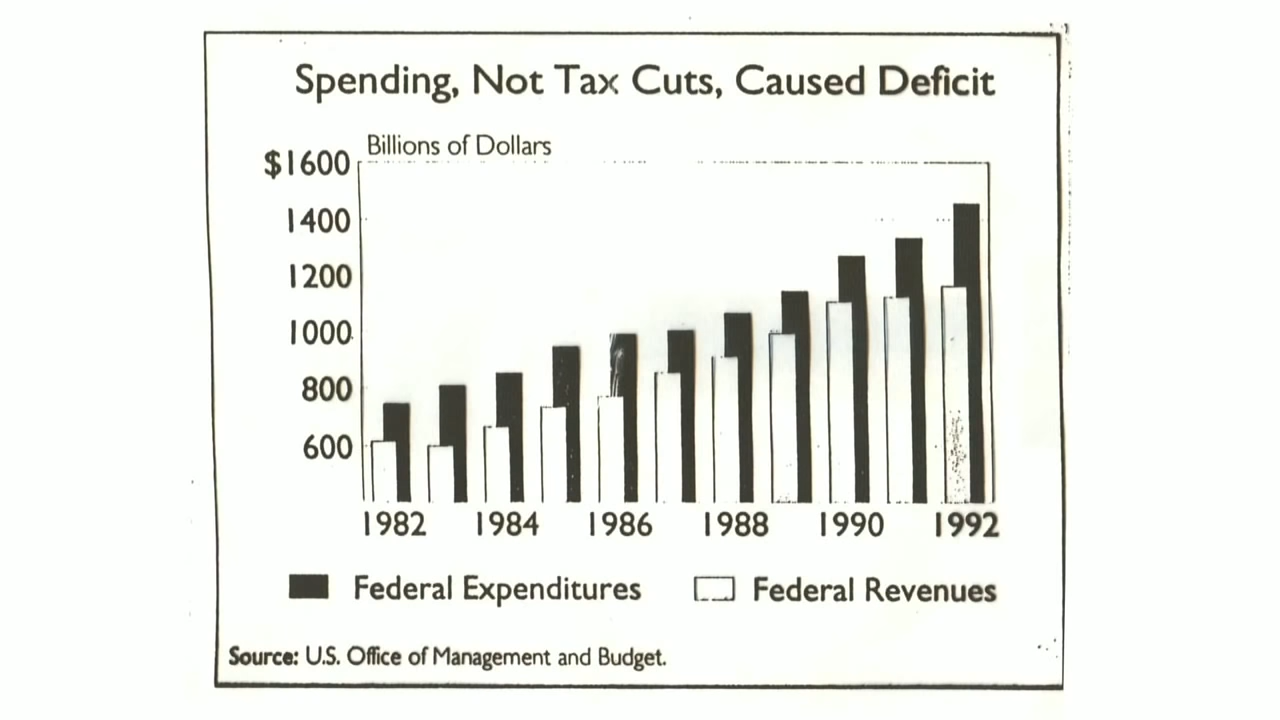 Spending, Not Tax Cuts, Caused Deficit
Billions of Dollars
$1600
1400
1200
1000
800
600
1982 1984 1986 1988 1990 1992
Federal Expenditures Federal Revenues
Source: U.S. Office of Management and Budget.